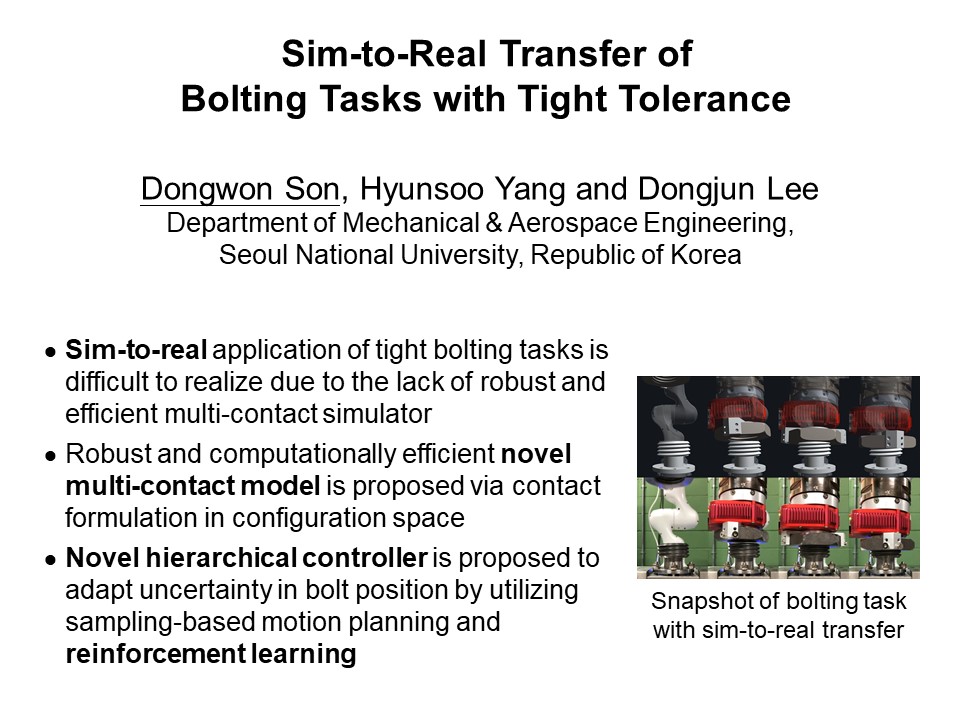 Sim-to-Real Transfer of
Bolting Tasks with Tight Tolerance
Dongwon Son, Hyunsoo Yang and Dongjun Lee
Department of Mechanical & Aerospace Engineering,
Seoul National University, Republic of Korea
● Sim-to-real application of tight bolting tasks is
difficult to realize due to the lack of robust and
efficient multi-contact simulator
● Robust and computationally efficient novel
multi-contact model is proposed via contact
formulation in configuration space
● Novel hierarchical controller is proposed to
adapt uncertainty in bolt position by utilizing
sampling-based motion planning and
reinforcement learning
Snapshot of bolting task
with sim-to-real transfer